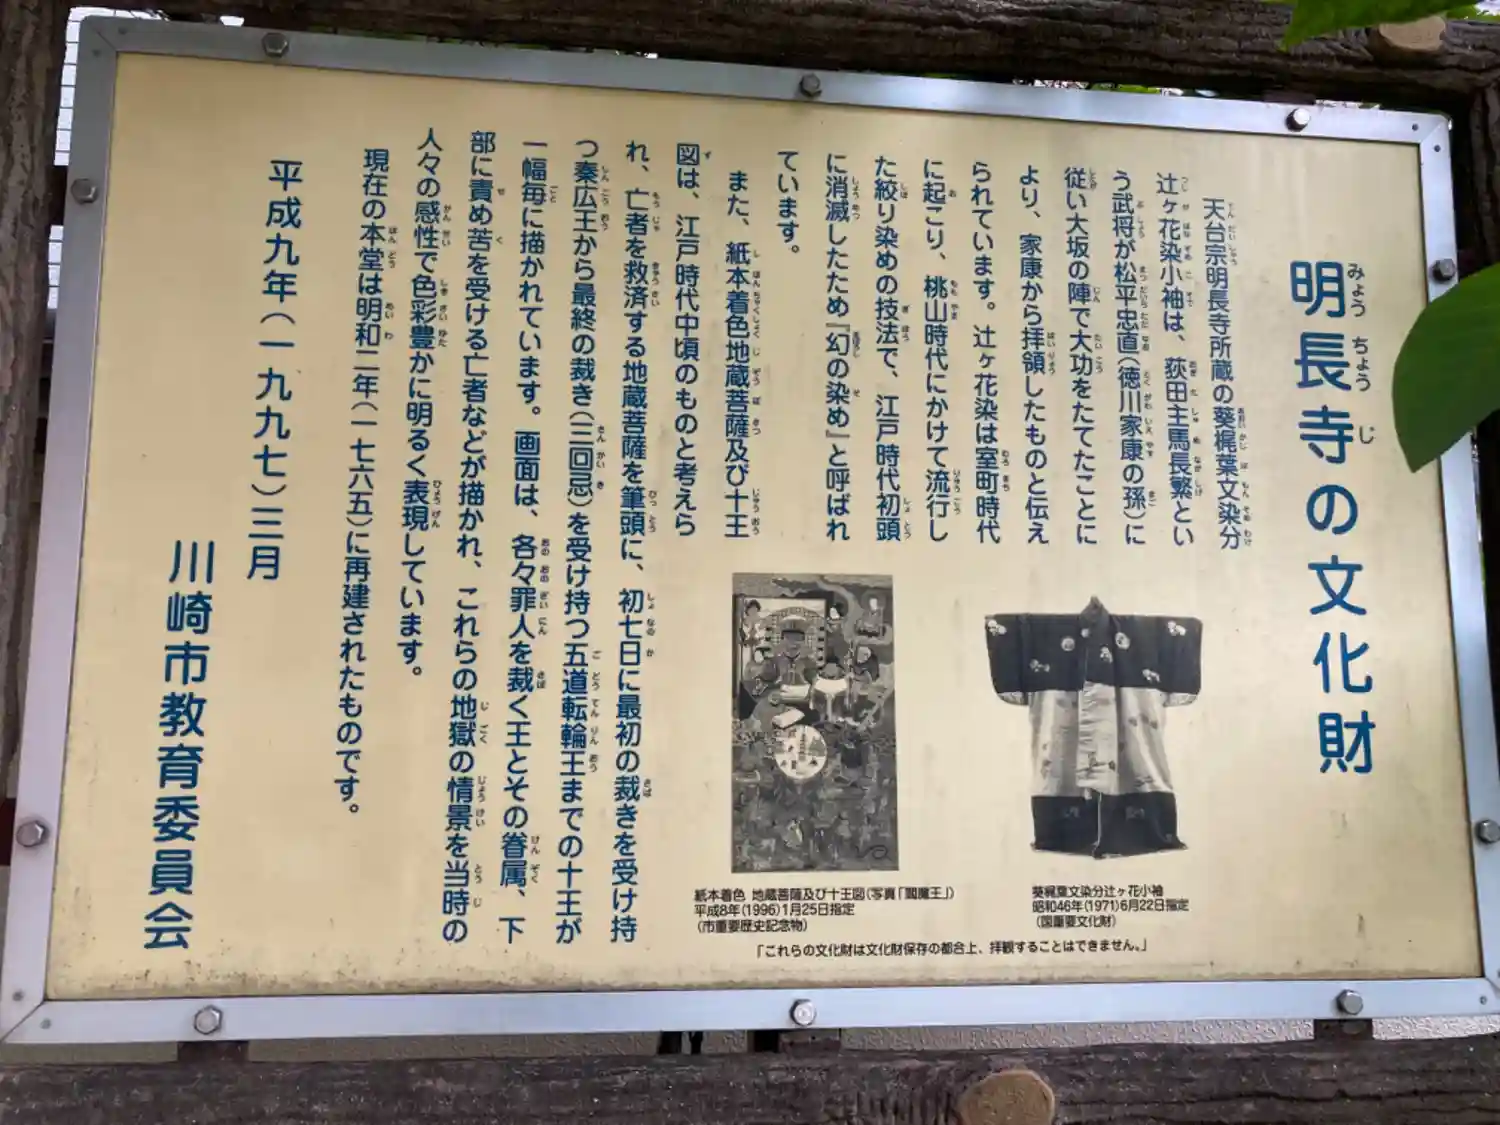 明長寺の文化財
天台宗明長寺所蔵の葵梶葉文染分
辻ヶ花染小袖は、荻田主馬長繁とい
う武将が松平忠直(徳川家康の孫)に
従い大坂の陣で大功をたてたことに
より、家康から拝領したものと伝え
られています。辻ヶ花染は室町時代
に起こり、桃山時代にかけて流行し
た絞り染めの技法で、江戸時代初頭
に消滅したため『幻の染め』と呼ばれ
ています。
また、紙本着色地蔵菩薩及び十王
図は、江戸時代中頃のものと考えら
れ、亡者を救済する地蔵菩薩を筆頭に、初七日に最初の裁きを受け持
つ秦広王から最終の裁き(三回忌)を受け持つ五道転輪王までの十王が
一幅毎に描かれています。画面は、各々罪人を裁く王とその眷属、下
部に責め苦を受ける亡者などが描かれ、これらの地獄の情景を当時の
人々の感性で色彩豊かに明るく表現しています。
現在の本堂は明和二年(一七六五)に再建されたものです。
平成九年(一九九七)三月
川崎市教育委員会
葵梶葉文染分辻ヶ花小袖
昭和46年(1971)6月22日指定
(国重要文化財)
紙本着色 地蔵菩薩及び十王図(写真「閻魔王」)
平成8年(1996)1月25日指定
(市重要歴史記念物)
「これらの文化財は文化財保存の都合上、拝観することはできません。」